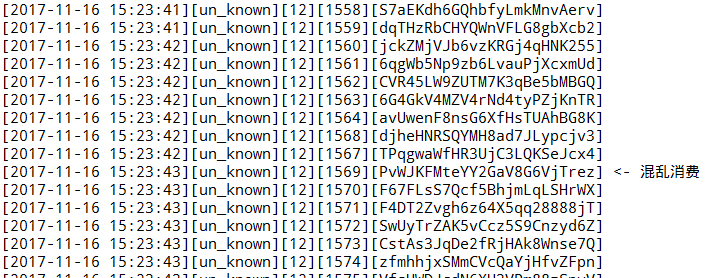 [2017-11-16 15:23:41][un_known][12][1558][S7aEKdh6GQhbfyLmkMnvAerv]
[2017-11-16 15:23:41][un_known][12][1559][dqTHzRbCHYQWnVFLG8gbXcb2]
[2017-11-16 15:23:42][un_known][12][1560][jckZMjVJb6vzKRGj4qHNK255]
[2017-11-16 15:23:42][un_known][12][1561][6qgWb5Np9zb6LvauPjXcxmUd]
[2017-11-16 15:23:42][un_known][12][1562][CVR45LW9ZUTM7K3qBe5bMBGQ]
[2017-11-16 15:23:42][un_known][12][1563][6G4GkV4MZV4rNd4tyPZjKnTR]
[2017-11-16 15:23:42][un_known][12][1564][avUwenF8nsG6XfHsTUAhBG8K]
[2017-11-16 15:23:42][un_known][12][1568][djheHNRSQYMH8ad7JLypcjv3]
[2017-11-16 15:23:42][un_known][12][1567][TPqgwaWfHR3UjC3LQKSeJcx4]
[2017-11-16 15:23:43][un_known][12][1569][PvWJKFMteYY2GaV8G6VjTrez] <- 混乱消费
[2017-11-16 15:23:43][un_known][12][1570][F67FLsS7Qcf5BhjmLqLSHrWX]
[2017-11-16 15:23:43][un_known][12][1571][F4DT2Zvgh6z64X5qq28888jT]
[2017-11-16 15:23:43][un_known][12][1572][SwUyTrZAK5vCcz5S9Cnzyd6Z]
[2017-11-16 15:23:43][un_known][12][1573][CstAs3JqDe2fRjHAk8Wnse7Q]
[2017-11-16 15:23:43][un_known][12][1574][zfmhhjxSMmCVcQaYjHfvZFpn]